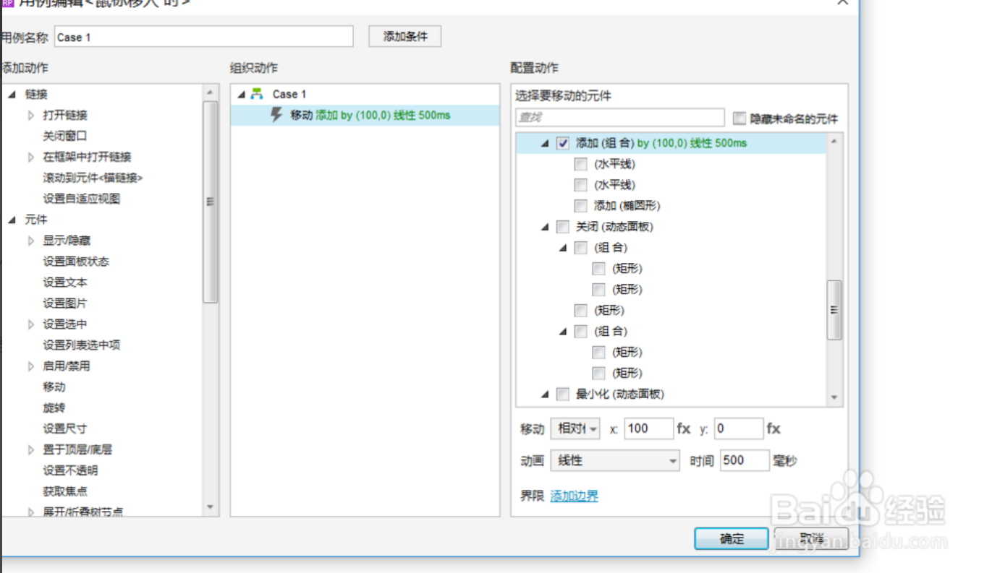 RP 用例编辑<鼠标移入 时>
用例名称 Case 1 添加条件
添加动作
链接
打开链接
关闭窗口
在框架中打开链接
滚动到元件<锚链接>
设置自适应视图
元件
显示/隐藏
设置面板状态
设置文本
设置图片
设置选中
设置列表选中项
启用/禁用
移动
旋转
设置尺寸
置于顶层/底层
设置不透明
获取焦点
展开/折叠树节点
组织动作
Case 1
移动 添加 by (100,0) 线性 500ms
配置动作
选择要移动的元件
查找 隐藏未命名的元件
添加 (组 合) by (100,0) 线性 500ms
(水平线)
(水平线)
添加 (椭圆形)
关闭 (动态面板)
(组 合)
(矩形)
(矩形)
(矩形)
(组 合)
(矩形)
(矩形)
最小化 (动态面板)
移动 相对 x: 100 fx y: 0 fx
动画 线性 时间 500 毫秒
界限 添加边界
确定 取消
Baidu 经验
jingyan.baidu.com